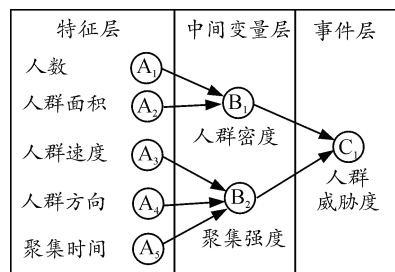 特征层 中间变量层 事件层
人数 A₁
人群面积 A₂
B₁
人群密度
人群速度 A₃
C₁
人群
威胁度
人群方向 A₄
B₂
聚集强度
聚集时间 A₅